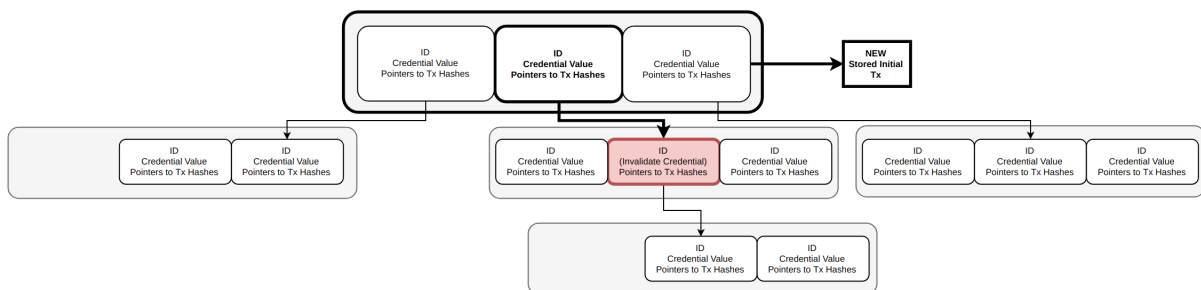 ID
Credential Value
Pointers to Tx Hashes
ID
Credential Value
Pointers to Tx Hashes
ID
Credential Value
Pointers to Tx Hashes
NEW
Stored Initial
Tx
ID
Credential Value
Pointers to Tx Hashes
ID
Credential Value
Pointers to Tx Hashes
ID
Credential Value
Pointers to Tx Hashes
ID
(Invalidate Credential)
Pointers to Tx Hashes
ID
Credential Value
Pointers to Tx Hashes
ID
Credential Value
Pointers to Tx Hashes
ID
Credential Value
Pointers to Tx Hashes
ID
Credential Value
Pointers to Tx Hashes
ID
Credential Value
Pointers to Tx Hashes
ID
Credential Value
Pointers to Tx Hashes